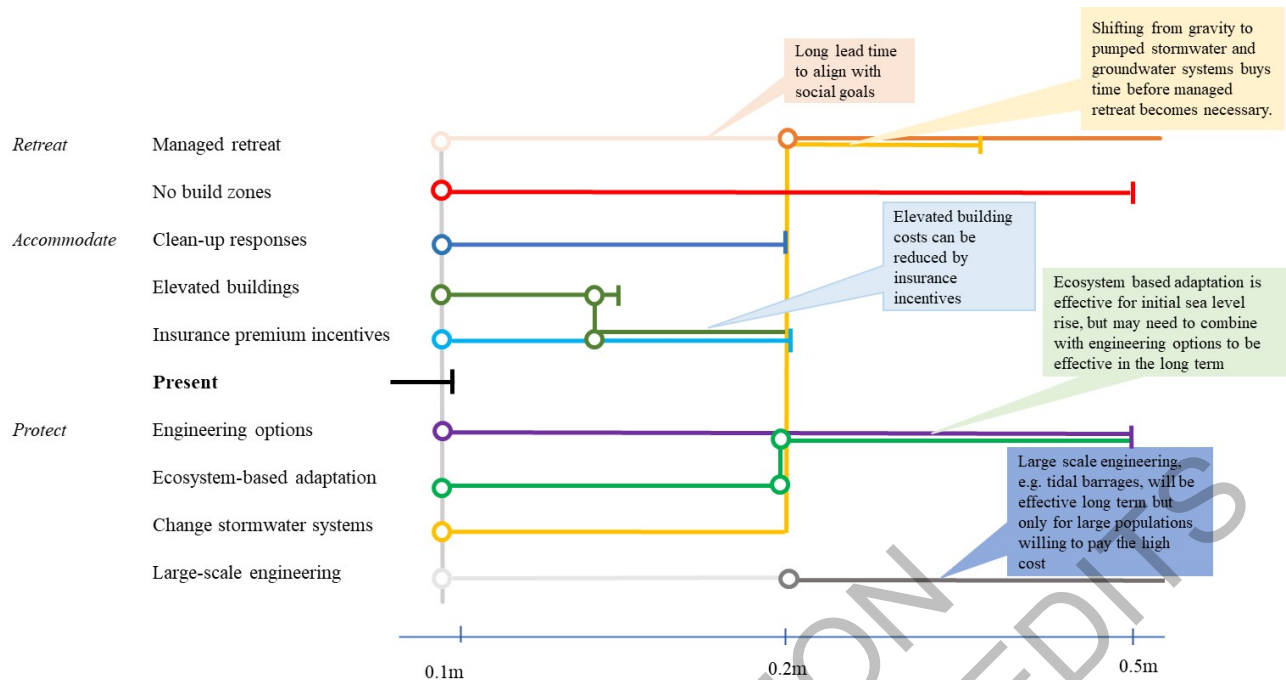 Shifting from gravity to
pumped stormwater and
groundwater systems buys
time before managed
retreat becomes necessary.
Long lead time
to align with
social goals
Retreat Managed retreat
No build zones
Accommodate Clean-up responses
Elevated building
costs can be
reduced by
insurance
incentives
Elevated buildings
Ecosystem based adaptation is
effective for initial sea level
rise, but may need to combine
with engineering options to be
effective in the long term
Insurance premium incentives
Present
Protect Engineering options
Large scale engineering,
e.g. tidal barrages, will be
effective long term but
only for large populations
willing to pay the high
cost
Ecosystem-based adaptation
Change stormwater systems
Large-scale engineering
0.1m 0.2m 0.5m
EDITS